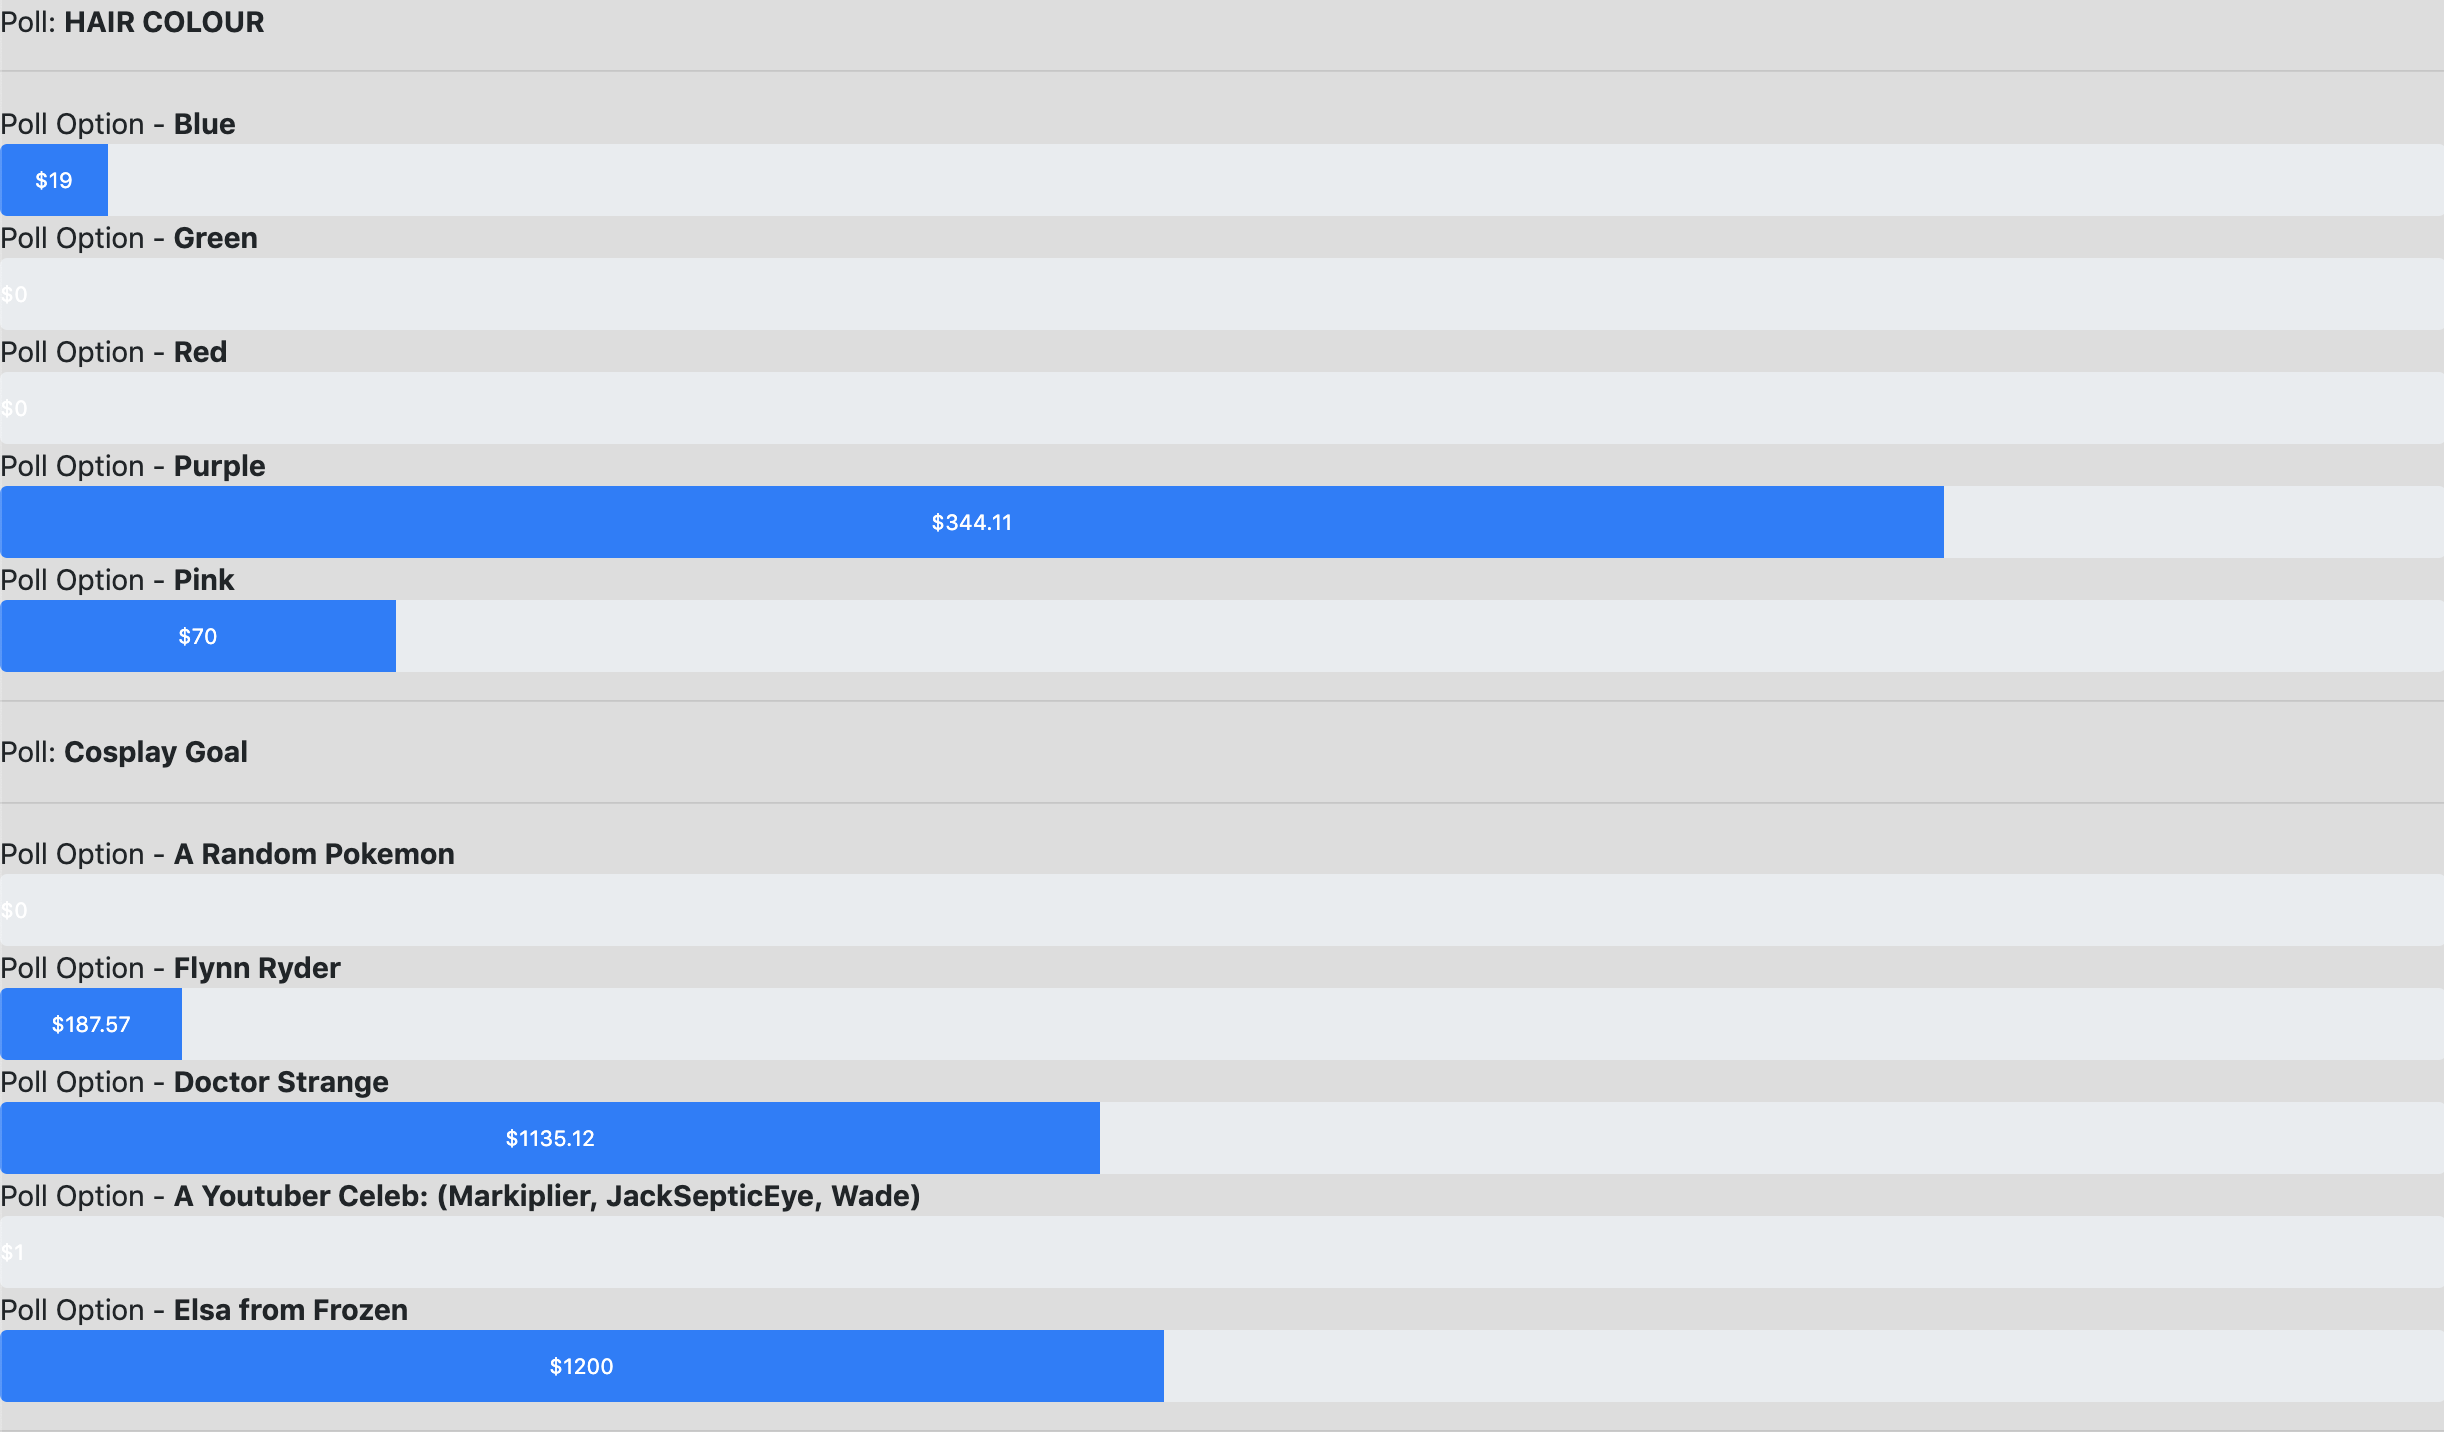 Poll: HAIR COLOUR
Poll Option - Blue
$19
Poll Option - Green
$0
Poll Option - Red
$0
Poll Option - Purple
$344.11
Poll Option - Pink
$70
Poll: Cosplay Goal
Poll Option - A Random Pokemon
$0
Poll Option - Flynn Ryder
$187.57
Poll Option - Doctor Strange
$1135.12
Poll Option - A Youtuber Celeb: (Markiplier, JackSepticEye, Wade)
$1
Poll Option - Elsa from Frozen
$1200